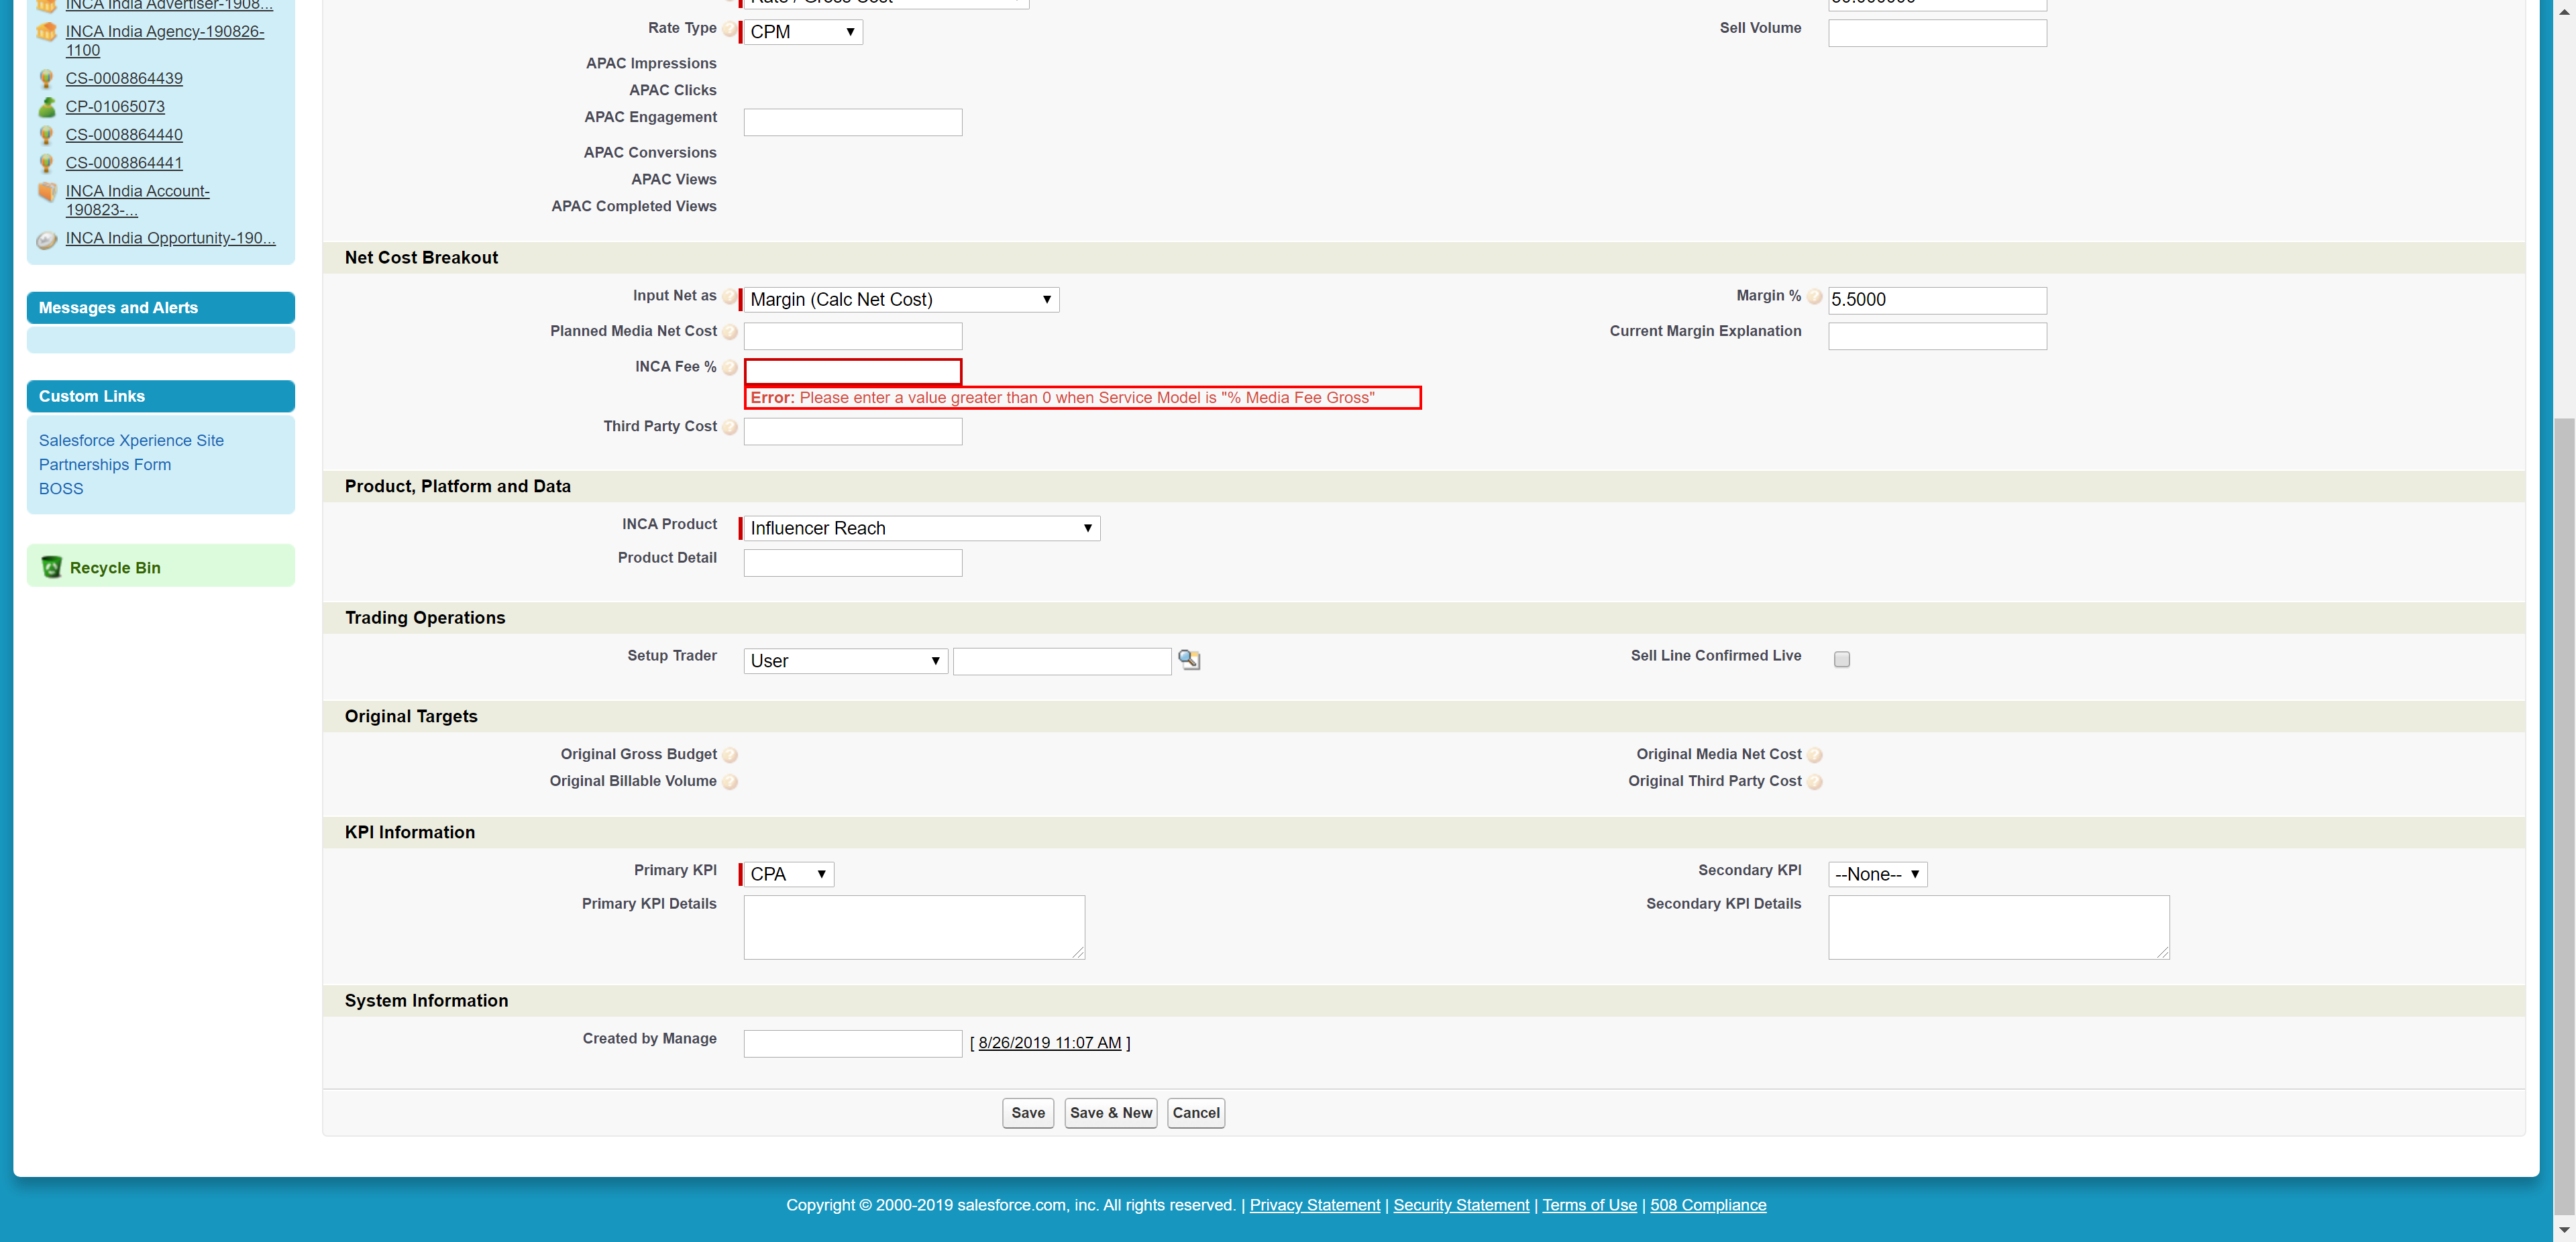 INCA India Advertiser-1908...
INCA India Agency-190826-
1100
CS-0008864439
CP-01065073
CS-0008864440
CS-0008864441
INCA India Account-
190823-...
INCA India Opportunity-190...
Messages and Alerts
Custom Links
Salesforce Xperience Site
Partnerships Form
BOSS
Recycle Bin
Rate / Gross Cost
Rate Type CPM ▼ Sell Volume
APAC Impressions
APAC Clicks
APAC Engagement
APAC Conversions
APAC Views
APAC Completed Views
Net Cost Breakout
Input Net as ? Margin (Calc Net Cost) ▼ Margin % ? 5.5000
Planned Media Net Cost ? Current Margin Explanation
INCA Fee % ?
Error: Please enter a value greater than 0 when Service Model is "% Media Fee Gross"
Third Party Cost ?
Product, Platform and Data
INCA Product Influencer Reach ▼
Product Detail
Trading Operations
Setup Trader User ▼ Sell Line Confirmed Live
Original Targets
Original Gross Budget ? Original Media Net Cost ?
Original Billable Volume ? Original Third Party Cost ?
KPI Information
Primary KPI CPA ▼ Secondary KPI --None-- ▼
Primary KPI Details Secondary KPI Details
System Information
Created by Manage [ 8/26/2019 11:07 AM ]
Save Save & New Cancel
Copyright © 2000-2019 salesforce.com, inc. All rights reserved. | Privacy Statement | Security Statement | Terms of Use | 508 Compliance